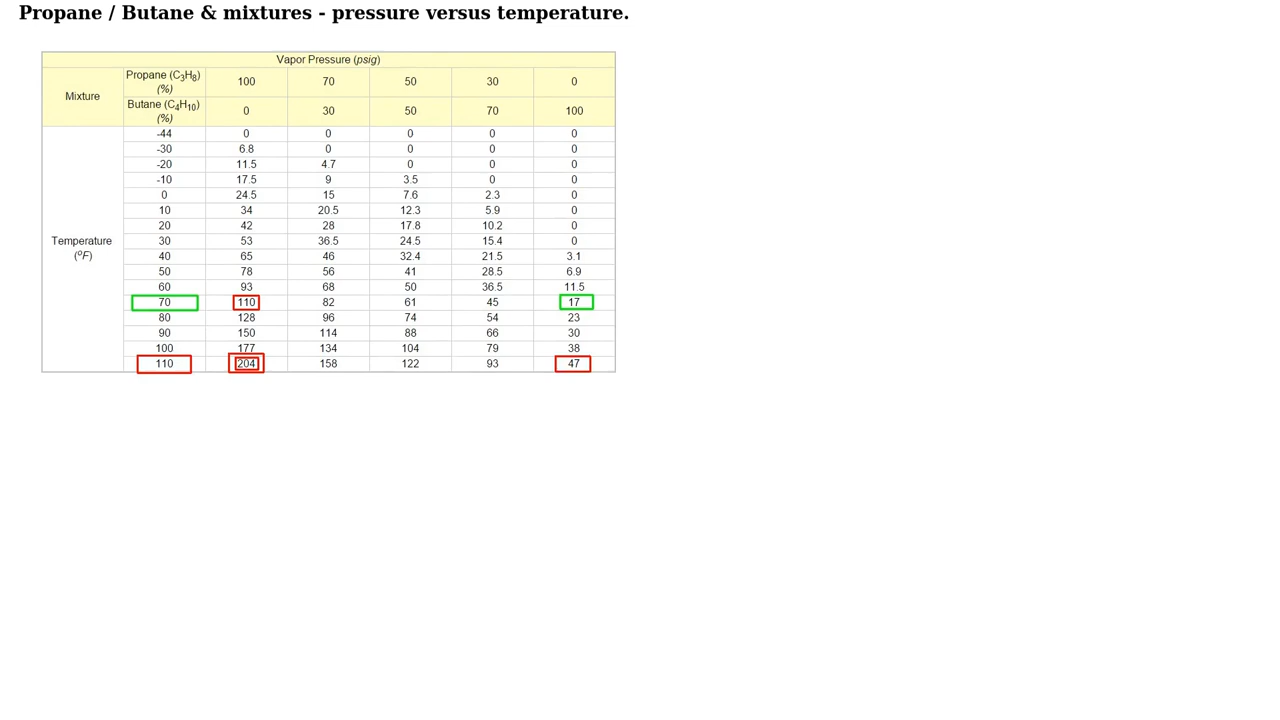 Propane / Butane & mixtures - pressure versus temperature.
Vapor Pressure (psig)
Mixture
Propane (C3H8) (%) 100 70 50 30 0
Butane (C4H10) (%) 0 30 50 70 100
Temperature (oF)
-44 0 0 0 0 0
-30 6.8 0 0 0 0
-20 11.5 4.7 0 0 0
-10 17.5 9 3.5 0 0
0 24.5 15 7.6 2.3 0
10 34 20.5 12.3 5.9 0
20 42 28 17.8 10.2 0
30 53 36.5 24.5 15.4 0
40 65 46 32.4 21.5 3.1
50 78 56 41 28.5 6.9
60 93 68 50 36.5 11.5
70 110 82 61 45 17
80 128 96 74 54 23
90 150 114 88 66 30
100 177 134 104 79 38
110 204 158 122 93 47